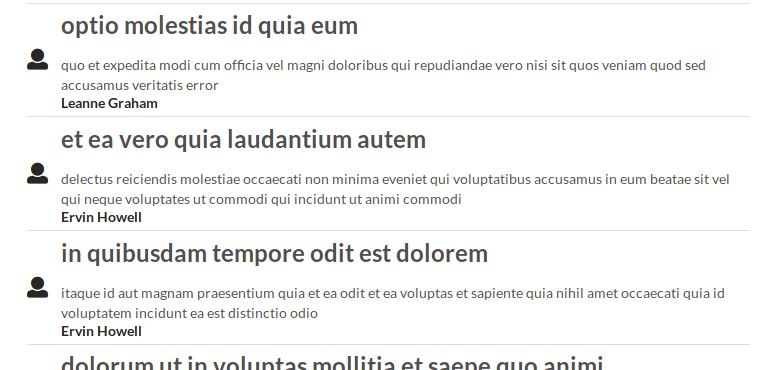 optio molestias id quia eum
quo et expedita modi cum officia vel magni doloribus qui repudiandae vero nisi sit quos veniam quod sed
accusamus veritatis error
Leanne Graham
et ea vero quia laudantium autem
delectus reiciendis molestiae occaecati non minima eveniet qui voluptatibus accusamus in eum beatae sit vel
qui neque voluptates ut commodi qui incidunt ut animi commodi
Ervin Howell
in quibusdam tempore odit est dolorem
itaque id aut magnam praesentium quia et ea odit et ea voluptas et sapiente quia nihil amet occaecati quia id
voluptatem incidunt ea est distinctio odio
Ervin Howell
dolorum ut in voluptas mollitia et saepe quo animi